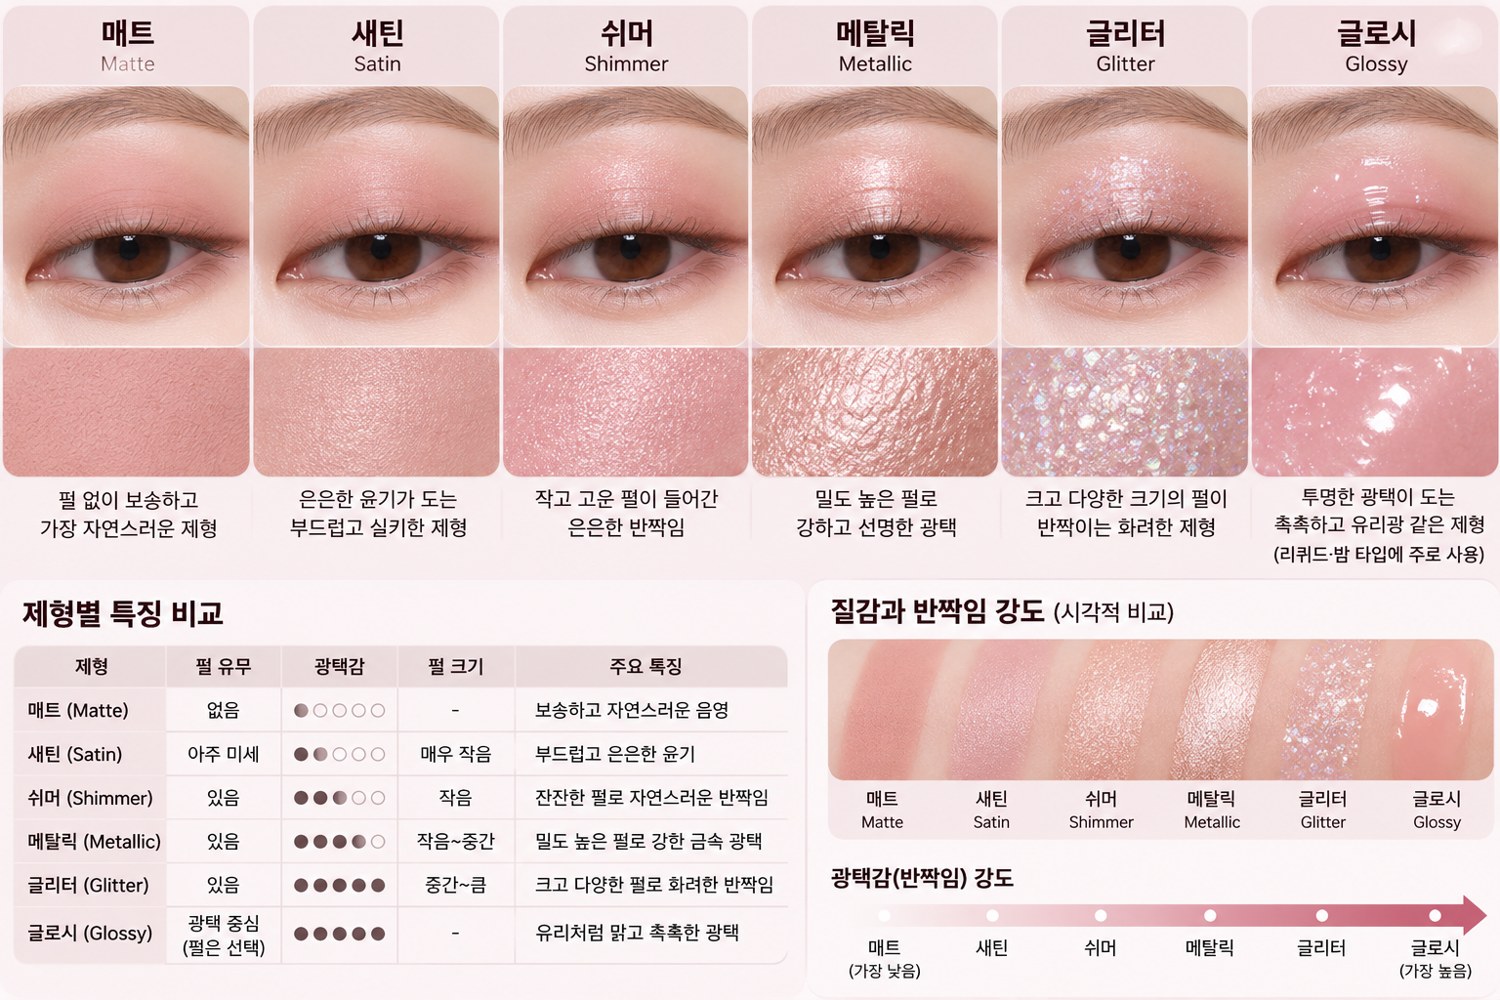 매트
Matte
새틴
Satin
쉬머
Shimmer
메탈릭
Metallic
글리터
Glitter
글로시
Glossy
펄 없이 보송하고
가장 자연스러운 제형
은은한 윤기가 도는
부드럽고 실키한 제형
작고 고운 펄이 들어간
은은한 반짝임
밀도 높은 펄로
강하고 선명한 광택
크고 다양한 크기의 펄이
반짝이는 화려한 제형
투명한 광택이 도는
촉촉하고 유리광 같은 제형
(리퀴드·밤 타입에 주로 사용)
제형별 특징 비교
제형 펄 유무 광택감 펄 크기 주요 특징
매트 (Matte) 없음 - 보송하고 자연스러운 음영
새틴 (Satin) 아주 미세 매우 작음 부드럽고 은은한 윤기
쉬머 (Shimmer) 있음 작음 잔잔한 펄로 자연스러운 반짝임
메탈릭 (Metallic) 있음 작음~중간 밀도 높은 펄로 강한 금속 광택
글리터 (Glitter) 있음 중간~큼 크고 다양한 펄로 화려한 반짝임
글로시 (Glossy) 광택 중심 - 유리처럼 맑고 촉촉한 광택
(펄은 선택)
질감과 반짝임 강도 (시각적 비교)
매트 새틴 쉬머 메탈릭 글리터 글로시
Matte Satin Shimmer Metallic Glitter Glossy
광택감(반짝임) 강도
매트 새틴 쉬머 메탈릭 글리터 글로시
(가장 낮음) (가장 높음)